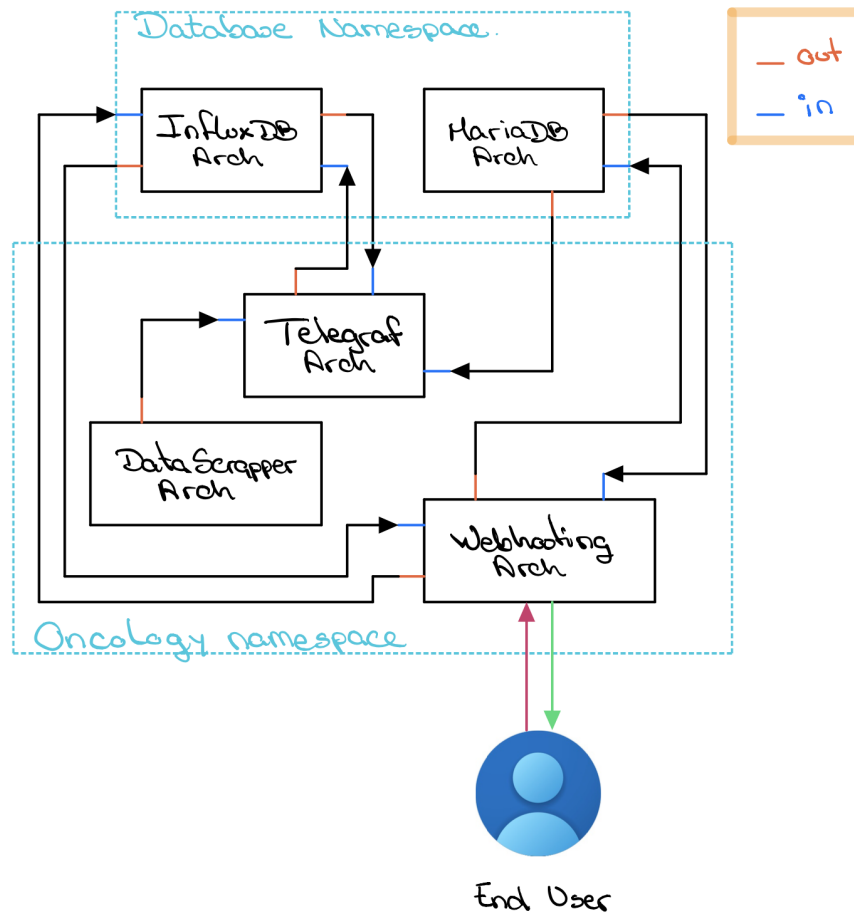 Database Namespace.
out
in
InfluxDB
Arch
MariaDB
Arch
Telegraf
Arch
DataScrapper
Arch
Webhosting
Arch
Oncology namespace
End User